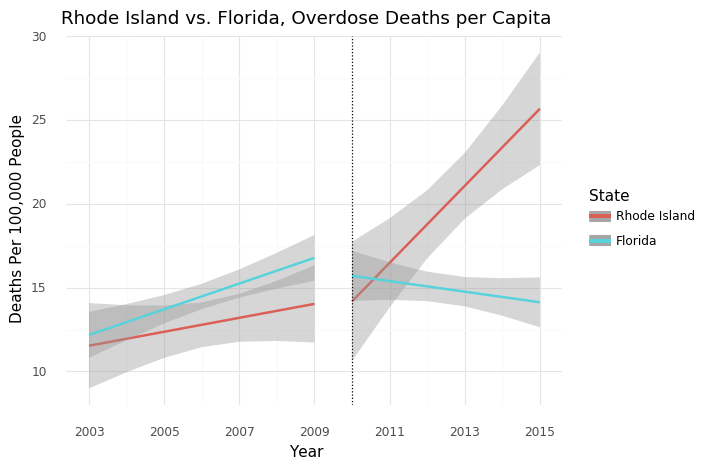 Rhode Island vs. Florida, Overdose Deaths per Capita
30
25
20
15
10
Deaths Per 100,000 People
2003 2005 2007 2009 2011 2013 2015
Year
State
Rhode Island
Florida